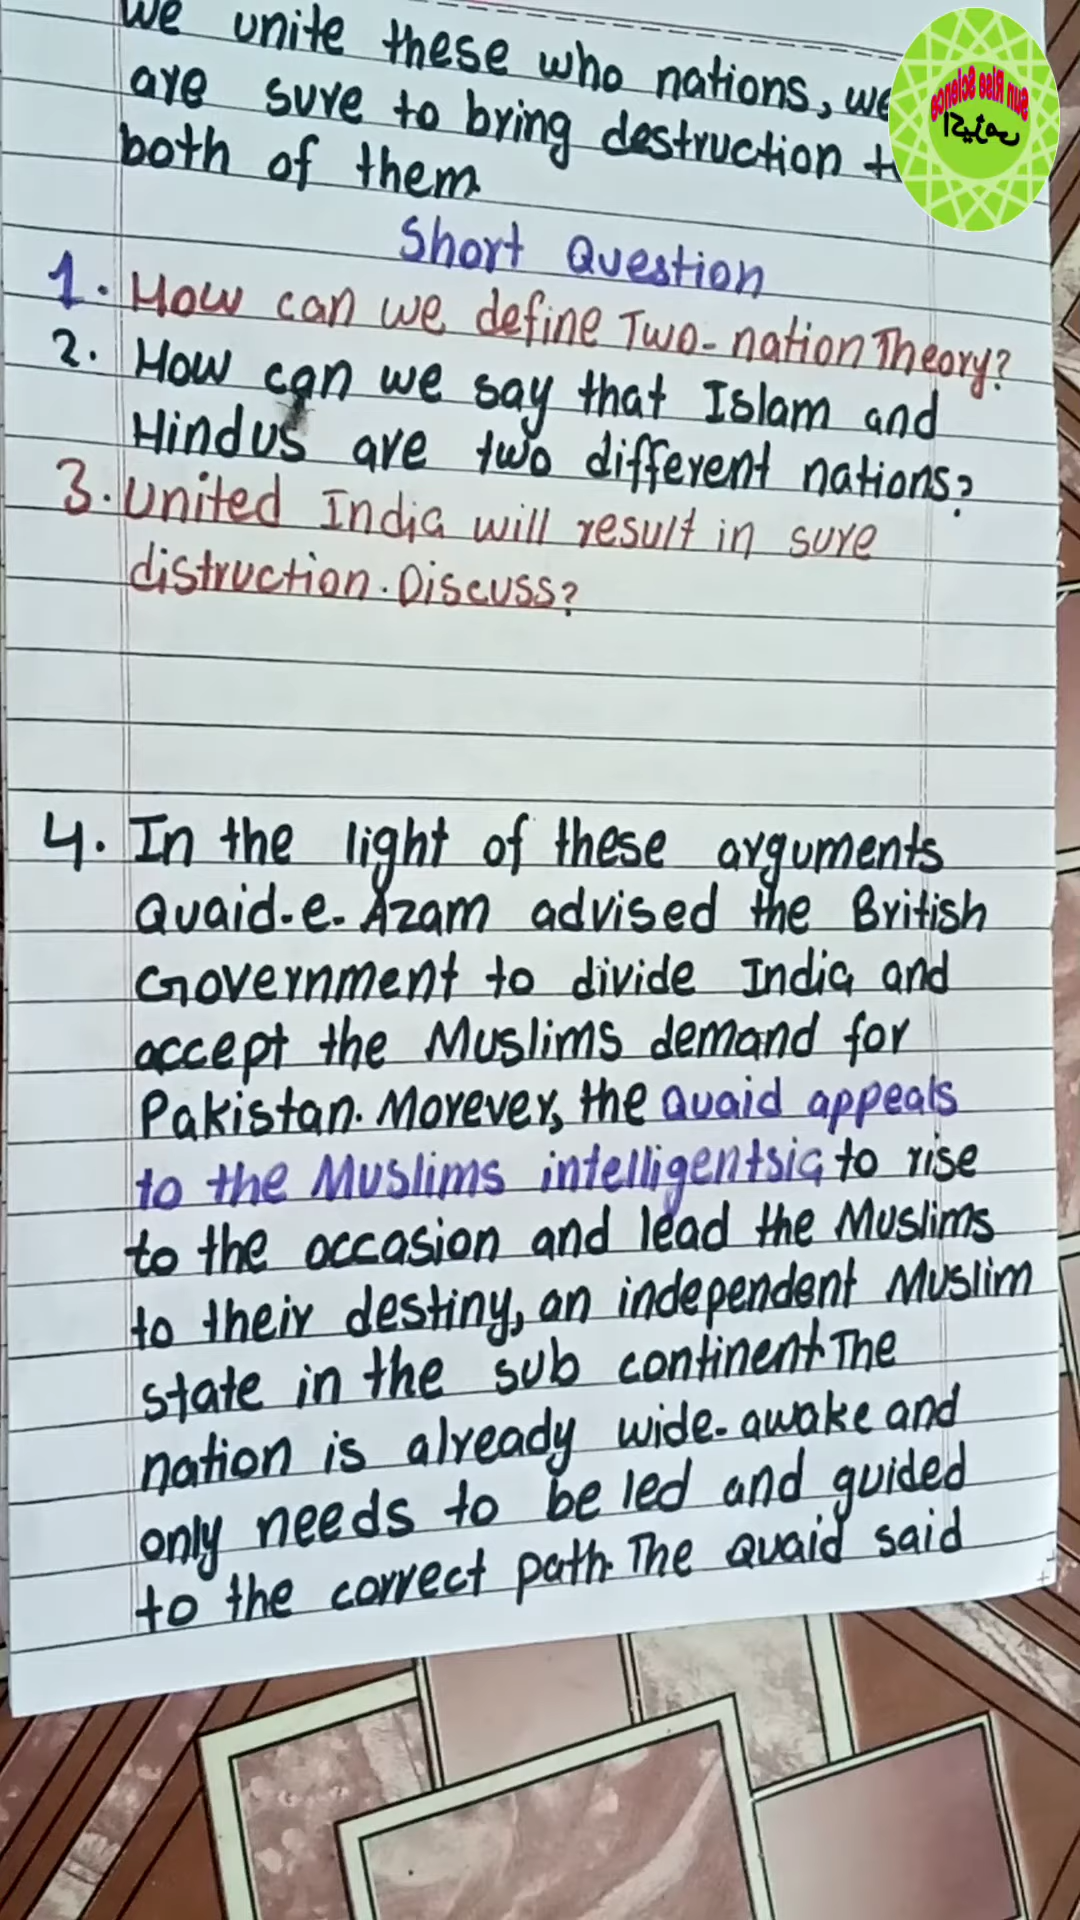 we unite these who nations, we
are sure to bring destruction t
both of them.
Short Question
1. How can we define Two-nation Theory?
2. How can we say that Islam and
Hindus are two different nations?
3. United India will result in sure
distruction. Discuss?
4. In the light of these arguments
Quaid-e-Azam advised the British
Government to divide India and
accept the Muslims demand for
Pakistan. Morever, the Quaid appeals
to the Muslims intelligentsia to rise
to the occasion and lead the Muslims
to their destiny, an independent Muslim
state in the sub continent. The
nation is already wide-awake and
only needs to be led and guided
to the correct path. The Quaid said
Sun Rise Science